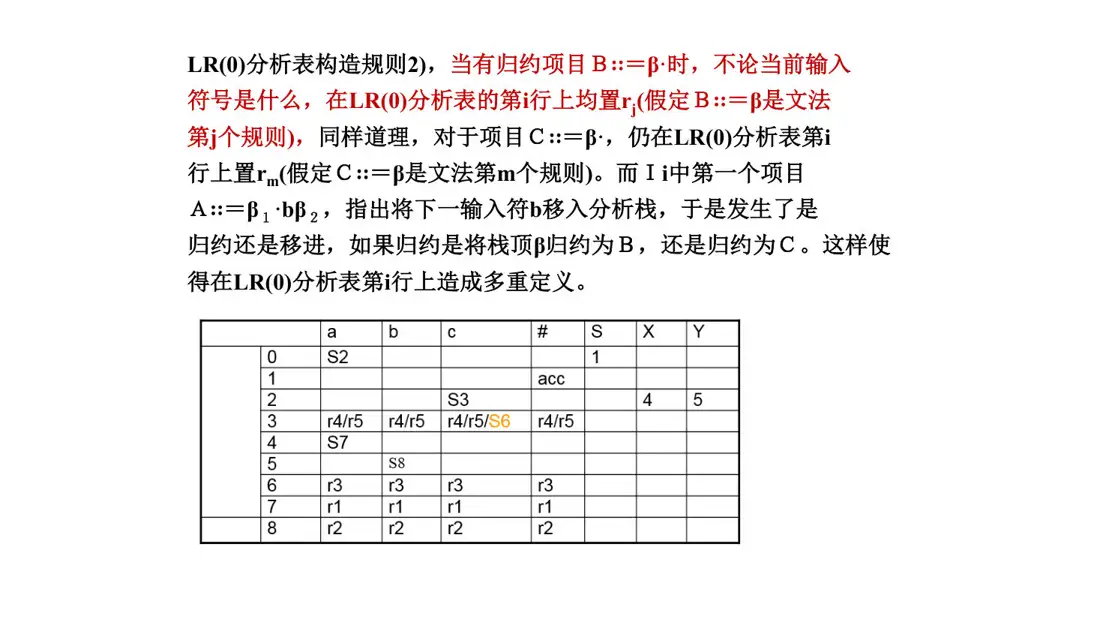 LR(0)分析表构造规则2)，当有归约项目Ｂ∷＝β·时，不论当前输入
符号是什么，在LR(0)分析表的第i行上均置rj(假定Ｂ∷＝β是文法
第j个规则)，同样道理，对于项目Ｃ∷＝β·，仍在LR(0)分析表第i
行上置rm(假定Ｃ∷＝β是文法第m个规则)。而Ｉi中第一个项目
Ａ∷＝β₁·bβ₂，指出将下一输入符b移入分析栈，于是发生了是
归约还是移进，如果归约是将栈顶β归约为Ｂ，还是归约为Ｃ。这样使
得在LR(0)分析表第i行上造成多重定义。
a b c # S X Y
0 S2 1
1 acc
2 S3 4 5
3 r4/r5 r4/r5 r4/r5/S6 r4/r5
4 S7
5 S8
6 r3 r3 r3 r3
7 r1 r1 r1 r1
8 r2 r2 r2 r2